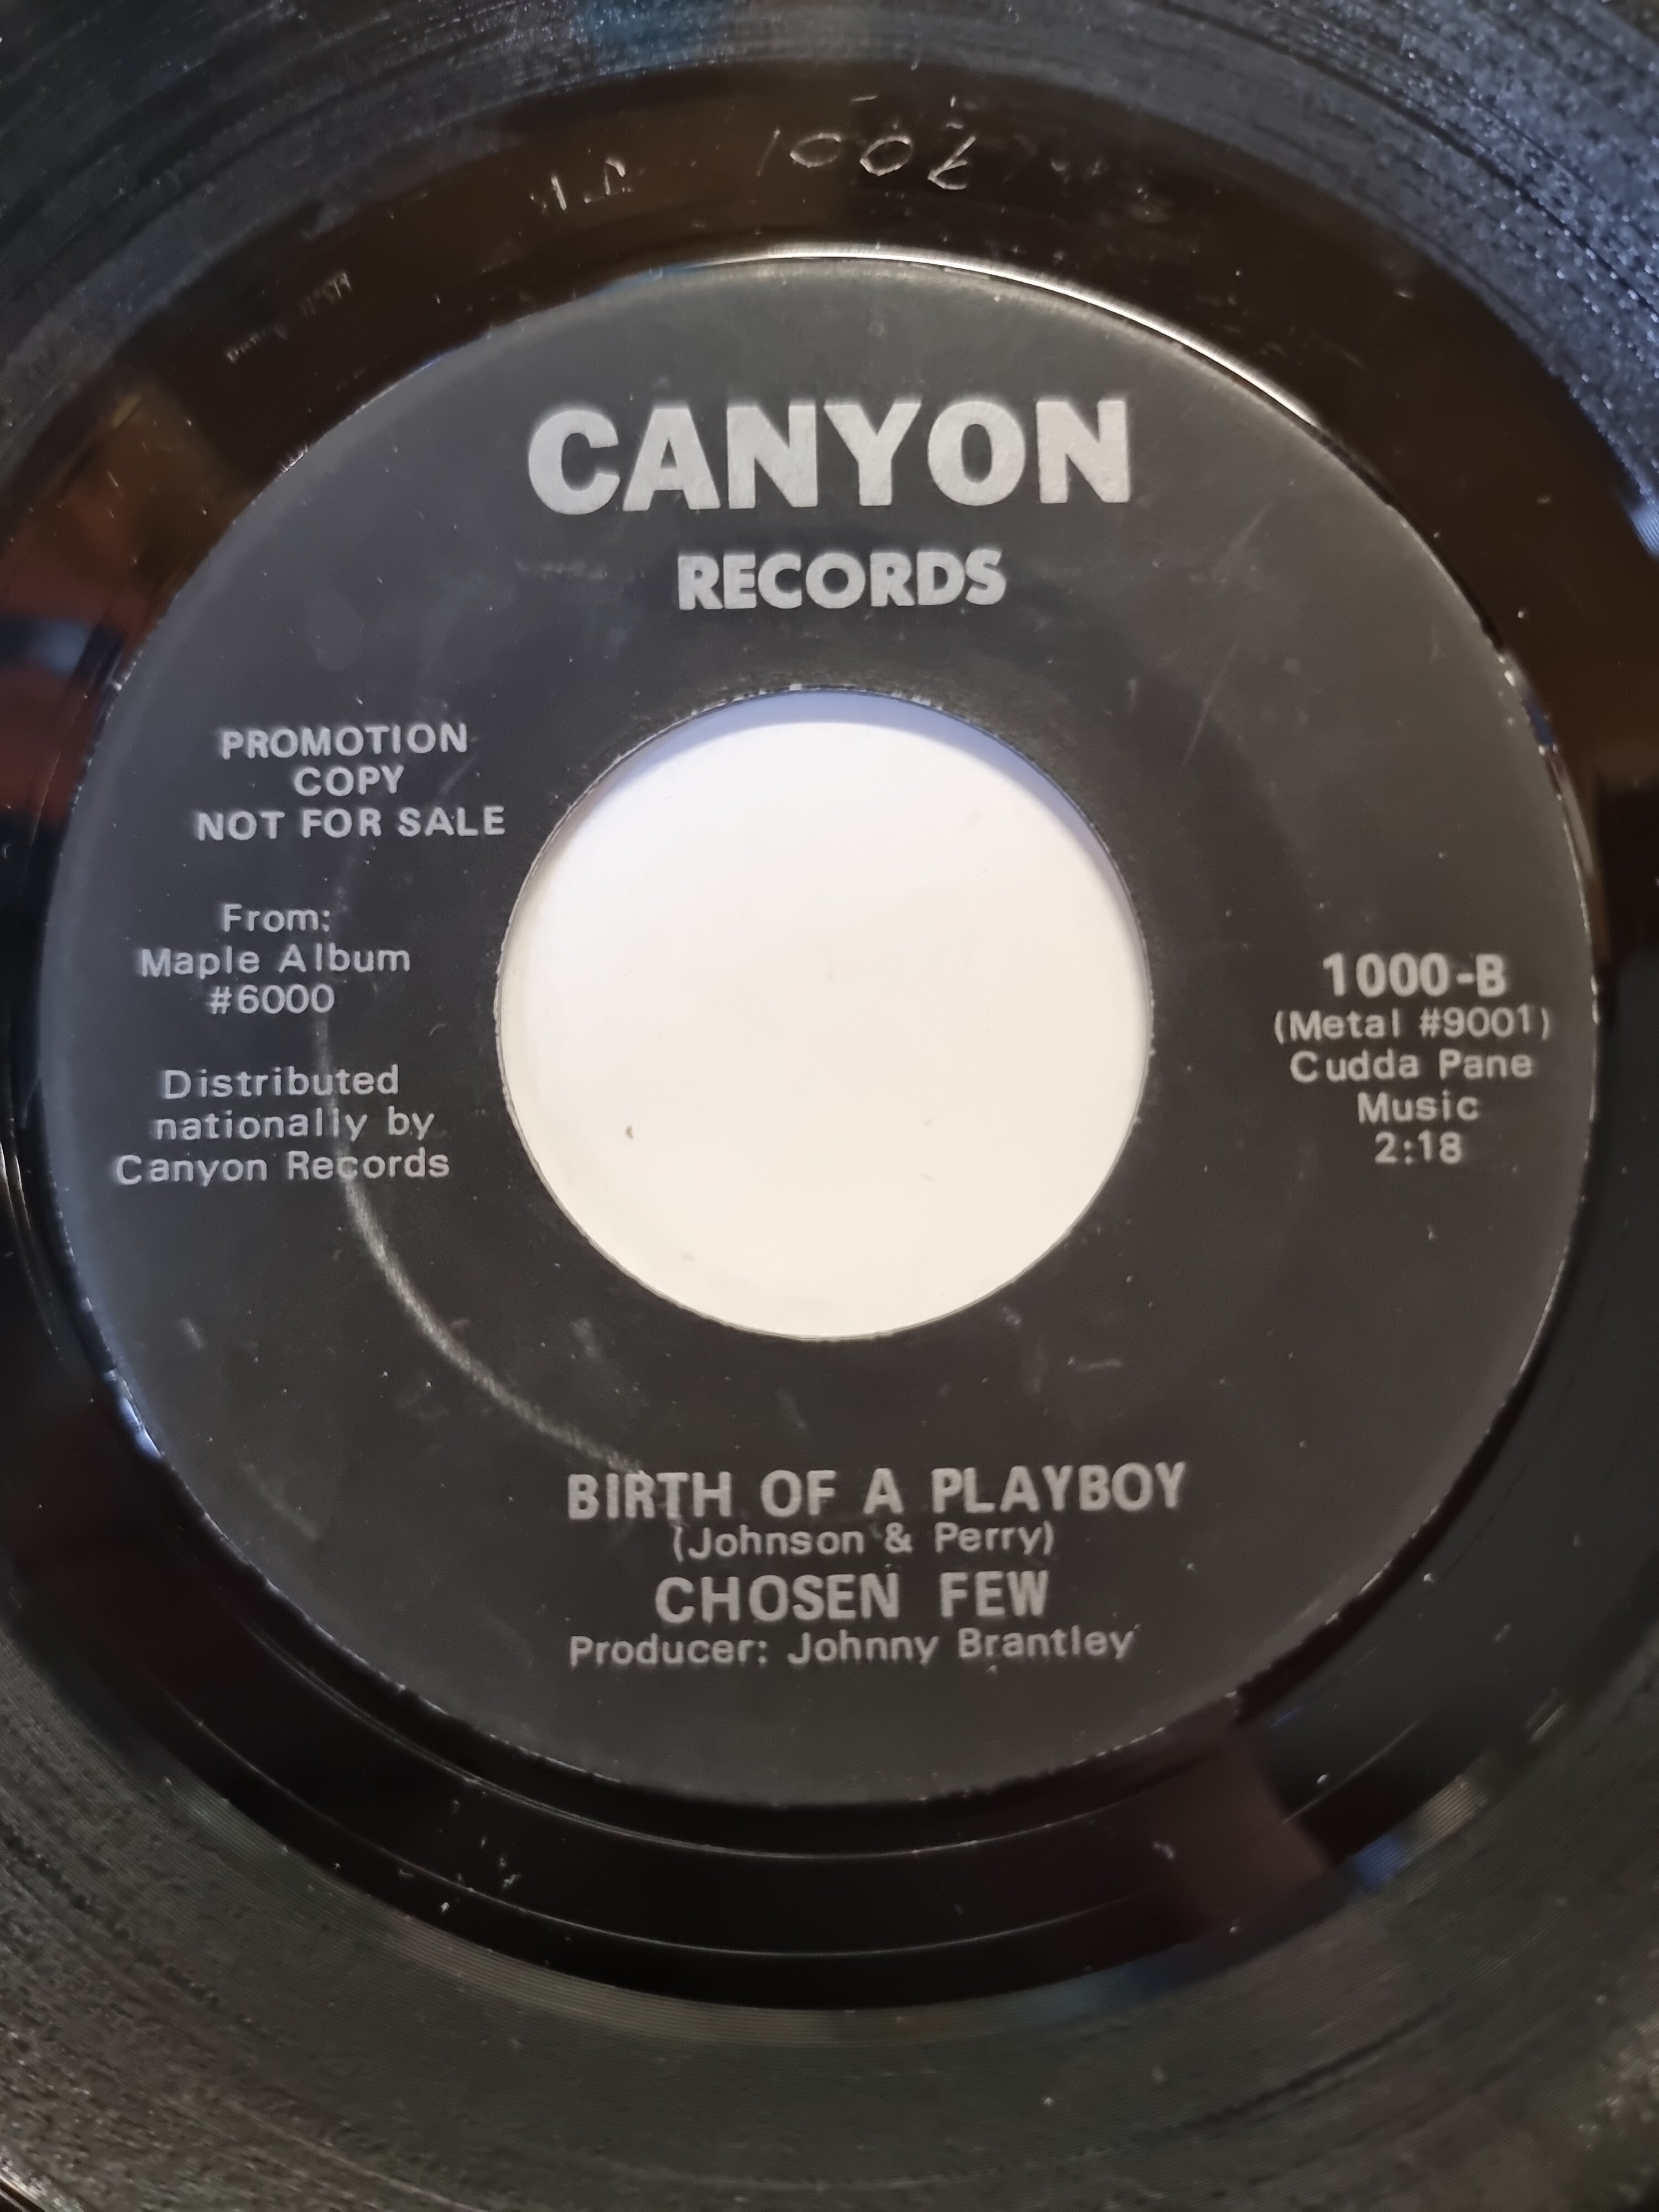 1002
CANYON
RECORDS
PROMOTION
COPY
NOT FOR SALE
From:
Maple Album
#6000
Distributed
nationally by
Canyon Records
1000-B
(Metal #9001)
Cudda Pane
Music
2:18
BIRTH OF A PLAYBOY
(Johnson & Perry)
CHOSEN FEW
Producer: Johnny Brantley